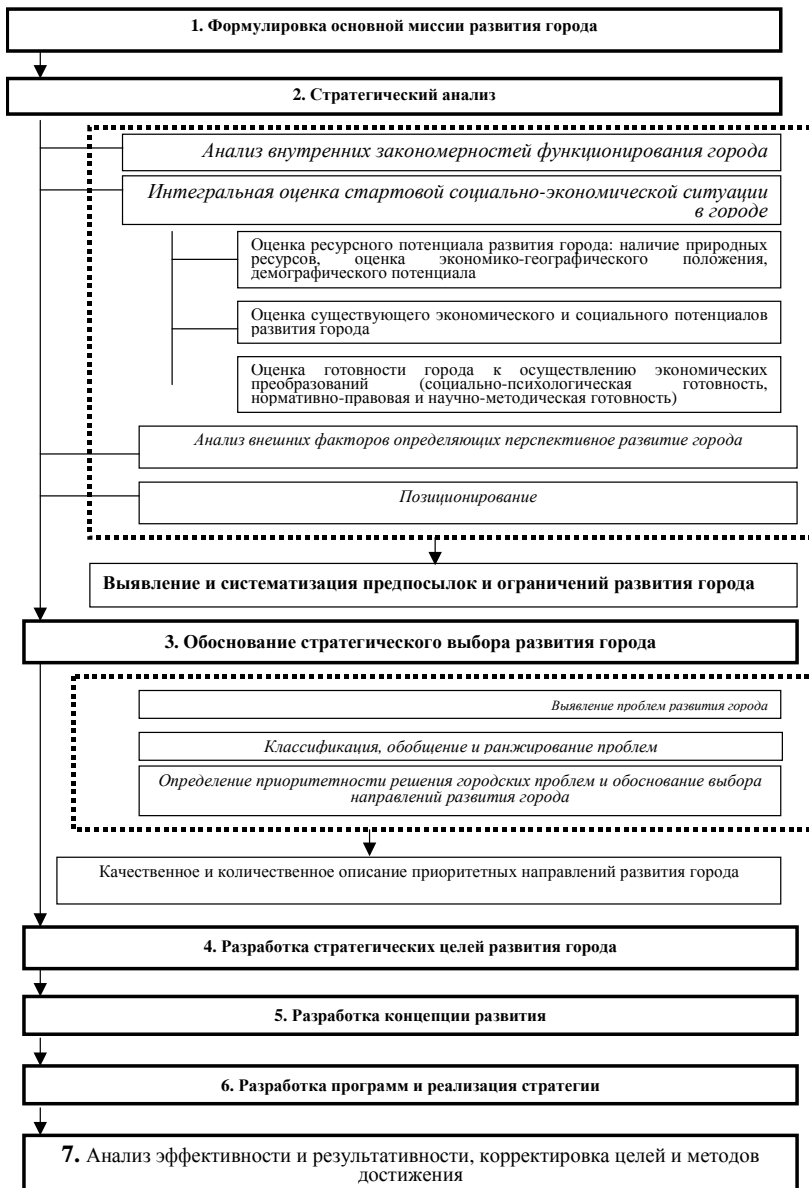 1. Формулировка основной миссии развития города
2. Стратегический анализ
Анализ внутренних закономерностей функционирования города
Интегральная оценка стартовой социально-экономической ситуации
в городе
Оценка ресурсного потенциала развития города: наличие природных
ресурсов, оценка экономико-географического положения,
демографического потенциала
Оценка существующего экономического и социального потенциалов
развития города
Оценка готовности города к осуществлению экономических
преобразований (социально-психологическая готовность,
нормативно-правовая и научно-методическая готовность)
Анализ внешних факторов определяющих перспективное развитие города
Позиционирование
Выявление и систематизация предпосылок и ограничений развития города
3. Обоснование стратегического выбора развития города
Выявление проблем развития города
Классификация, обобщение и ранжирование проблем
Определение приоритетности решения городских проблем и обоснование выбора
направлений развития города
Качественное и количественное описание приоритетных направлений развития города
4. Разработка стратегических целей развития города
5. Разработка концепции развития
6. Разработка программ и реализация стратегии
7. Анализ эффективности и результативности, корректировка целей и методов
достижения